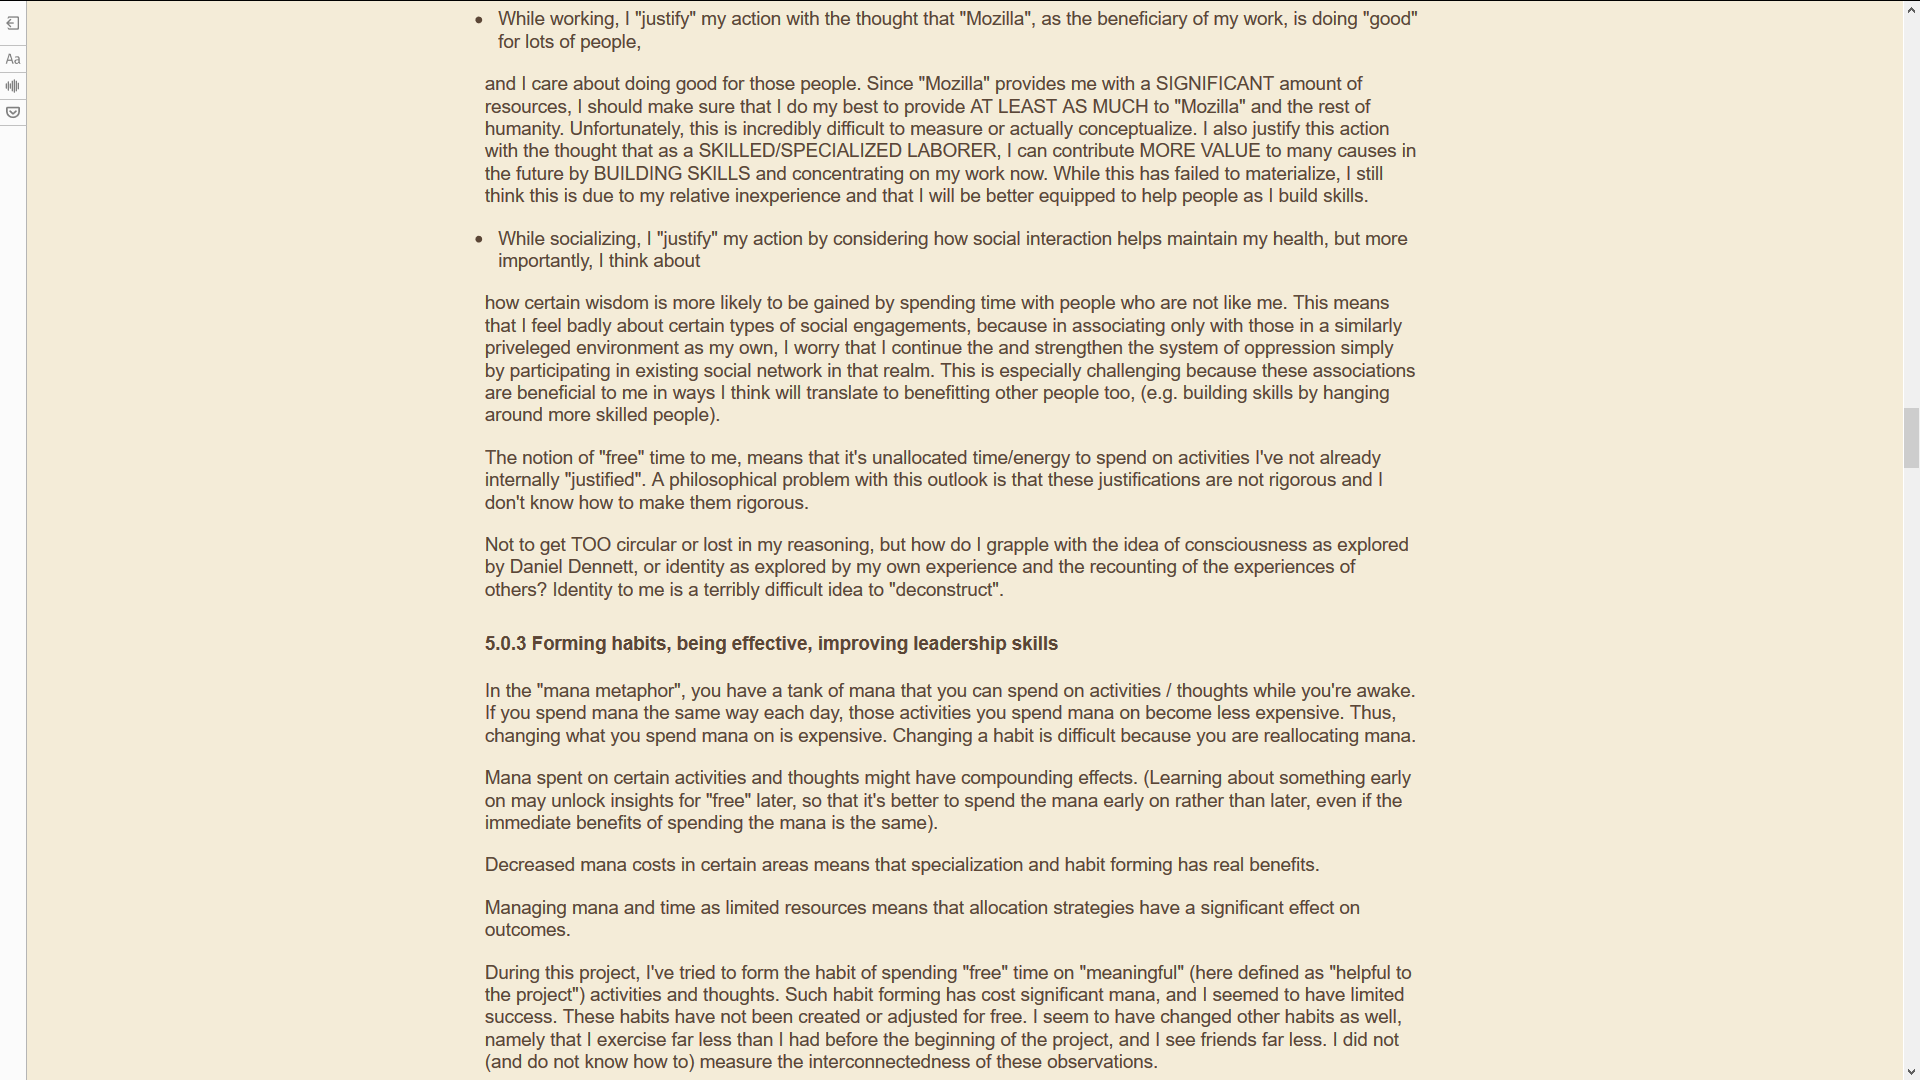 • While working, I "justify" my action with the thought that "Mozilla", as the beneficiary of my work, is doing "good"
for lots of people,
and I care about doing good for those people. Since "Mozilla" provides me with a SIGNIFICANT amount of
resources, I should make sure that I do my best to provide AT LEAST AS MUCH to "Mozilla" and the rest of
humanity. Unfortunately, this is incredibly difficult to measure or actually conceptualize. I also justify this action
with the thought that as a SKILLED/SPECIALIZED LABORER, I can contribute MORE VALUE to many causes in
the future by BUILDING SKILLS and concentrating on my work now. While this has failed to materialize, I still
think this is due to my relative inexperience and that I will be better equipped to help people as I build skills.
• While socializing, I "justify" my action by considering how social interaction helps maintain my health, but more
importantly, I think about
how certain wisdom is more likely to be gained by spending time with people who are not like me. This means
that I feel badly about certain types of social engagements, because in associating only with those in a similarly
priveleged environment as my own, I worry that I continue the and strengthen the system of oppression simply
by participating in existing social network in that realm. This is especially challenging because these associations
are beneficial to me in ways I think will translate to benefitting other people too, (e.g. building skills by hanging
around more skilled people).
The notion of "free" time to me, means that it's unallocated time/energy to spend on activities I've not already
internally "justified". A philosophical problem with this outlook is that these justifications are not rigorous and I
don't know how to make them rigorous.
Not to get TOO circular or lost in my reasoning, but how do I grapple with the idea of consciousness as explored
by Daniel Dennett, or identity as explored by my own experience and the recounting of the experiences of
others? Identity to me is a terribly difficult idea to "deconstruct".
5.0.3 Forming habits, being effective, improving leadership skills
In the "mana metaphor", you have a tank of mana that you can spend on activities / thoughts while you're awake.
If you spend mana the same way each day, those activities you spend mana on become less expensive. Thus,
changing what you spend mana on is expensive. Changing a habit is difficult because you are reallocating mana.
Mana spent on certain activities and thoughts might have compounding effects. (Learning about something early
on may unlock insights for "free" later, so that it's better to spend the mana early on rather than later, even if the
immediate benefits of spending the mana is the same).
Decreased mana costs in certain areas means that specialization and habit forming has real benefits.
Managing mana and time as limited resources means that allocation strategies have a significant effect on
outcomes.
During this project, I've tried to form the habit of spending "free" time on "meaningful" (here defined as "helpful to
the project") activities and thoughts. Such habit forming has cost significant mana, and I seemed to have limited
success. These habits have not been created or adjusted for free. I seem to have changed other habits as well,
namely that I exercise far less than I had before the beginning of the project, and I see friends far less. I did not
(and do not know how to) measure the interconnectedness of these observations.
Aa